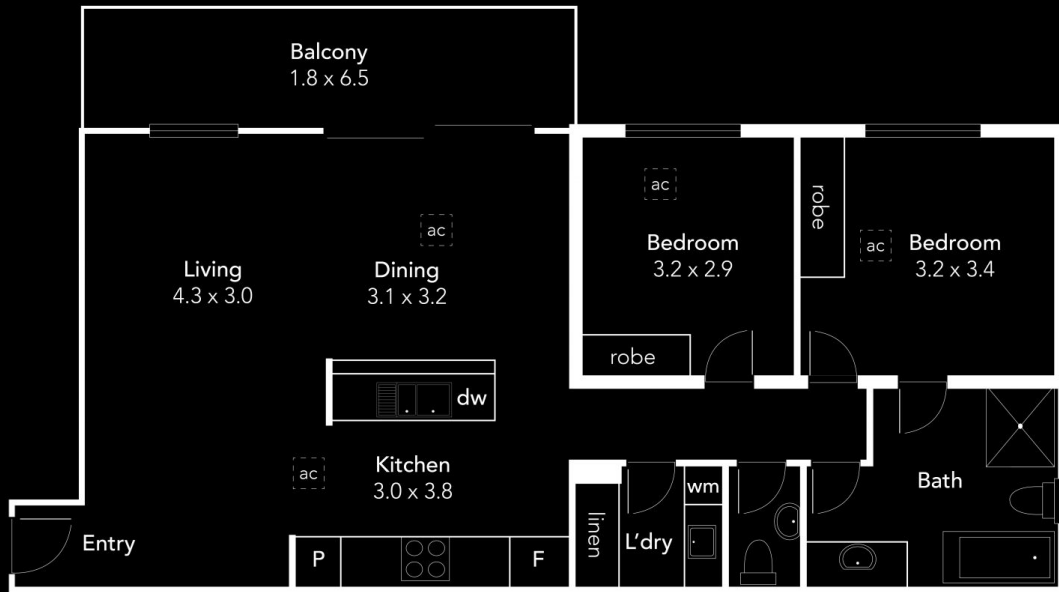 Balcony
1.8 x 6.5
ac
robe
ac
ac
Living
4.3 x 3.0
Dining
3.1 x 3.2
Bedroom
3.2 x 2.9
Bedroom
3.2 x 3.4
robe
dw
ac
Kitchen
3.0 x 3.8
wm
Bath
Entry
P
F
linen
L'dry